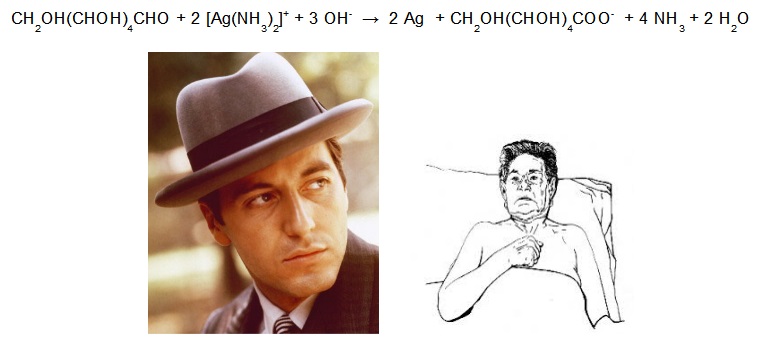 CH₂OH(CHOH)₄CHO + 2 [Ag(NH₃)₂]⁺ + 3 OH⁻ → 2 Ag + CH₂OH(CHOH)₄COO⁻ + 4 NH₃ + 2 H₂O